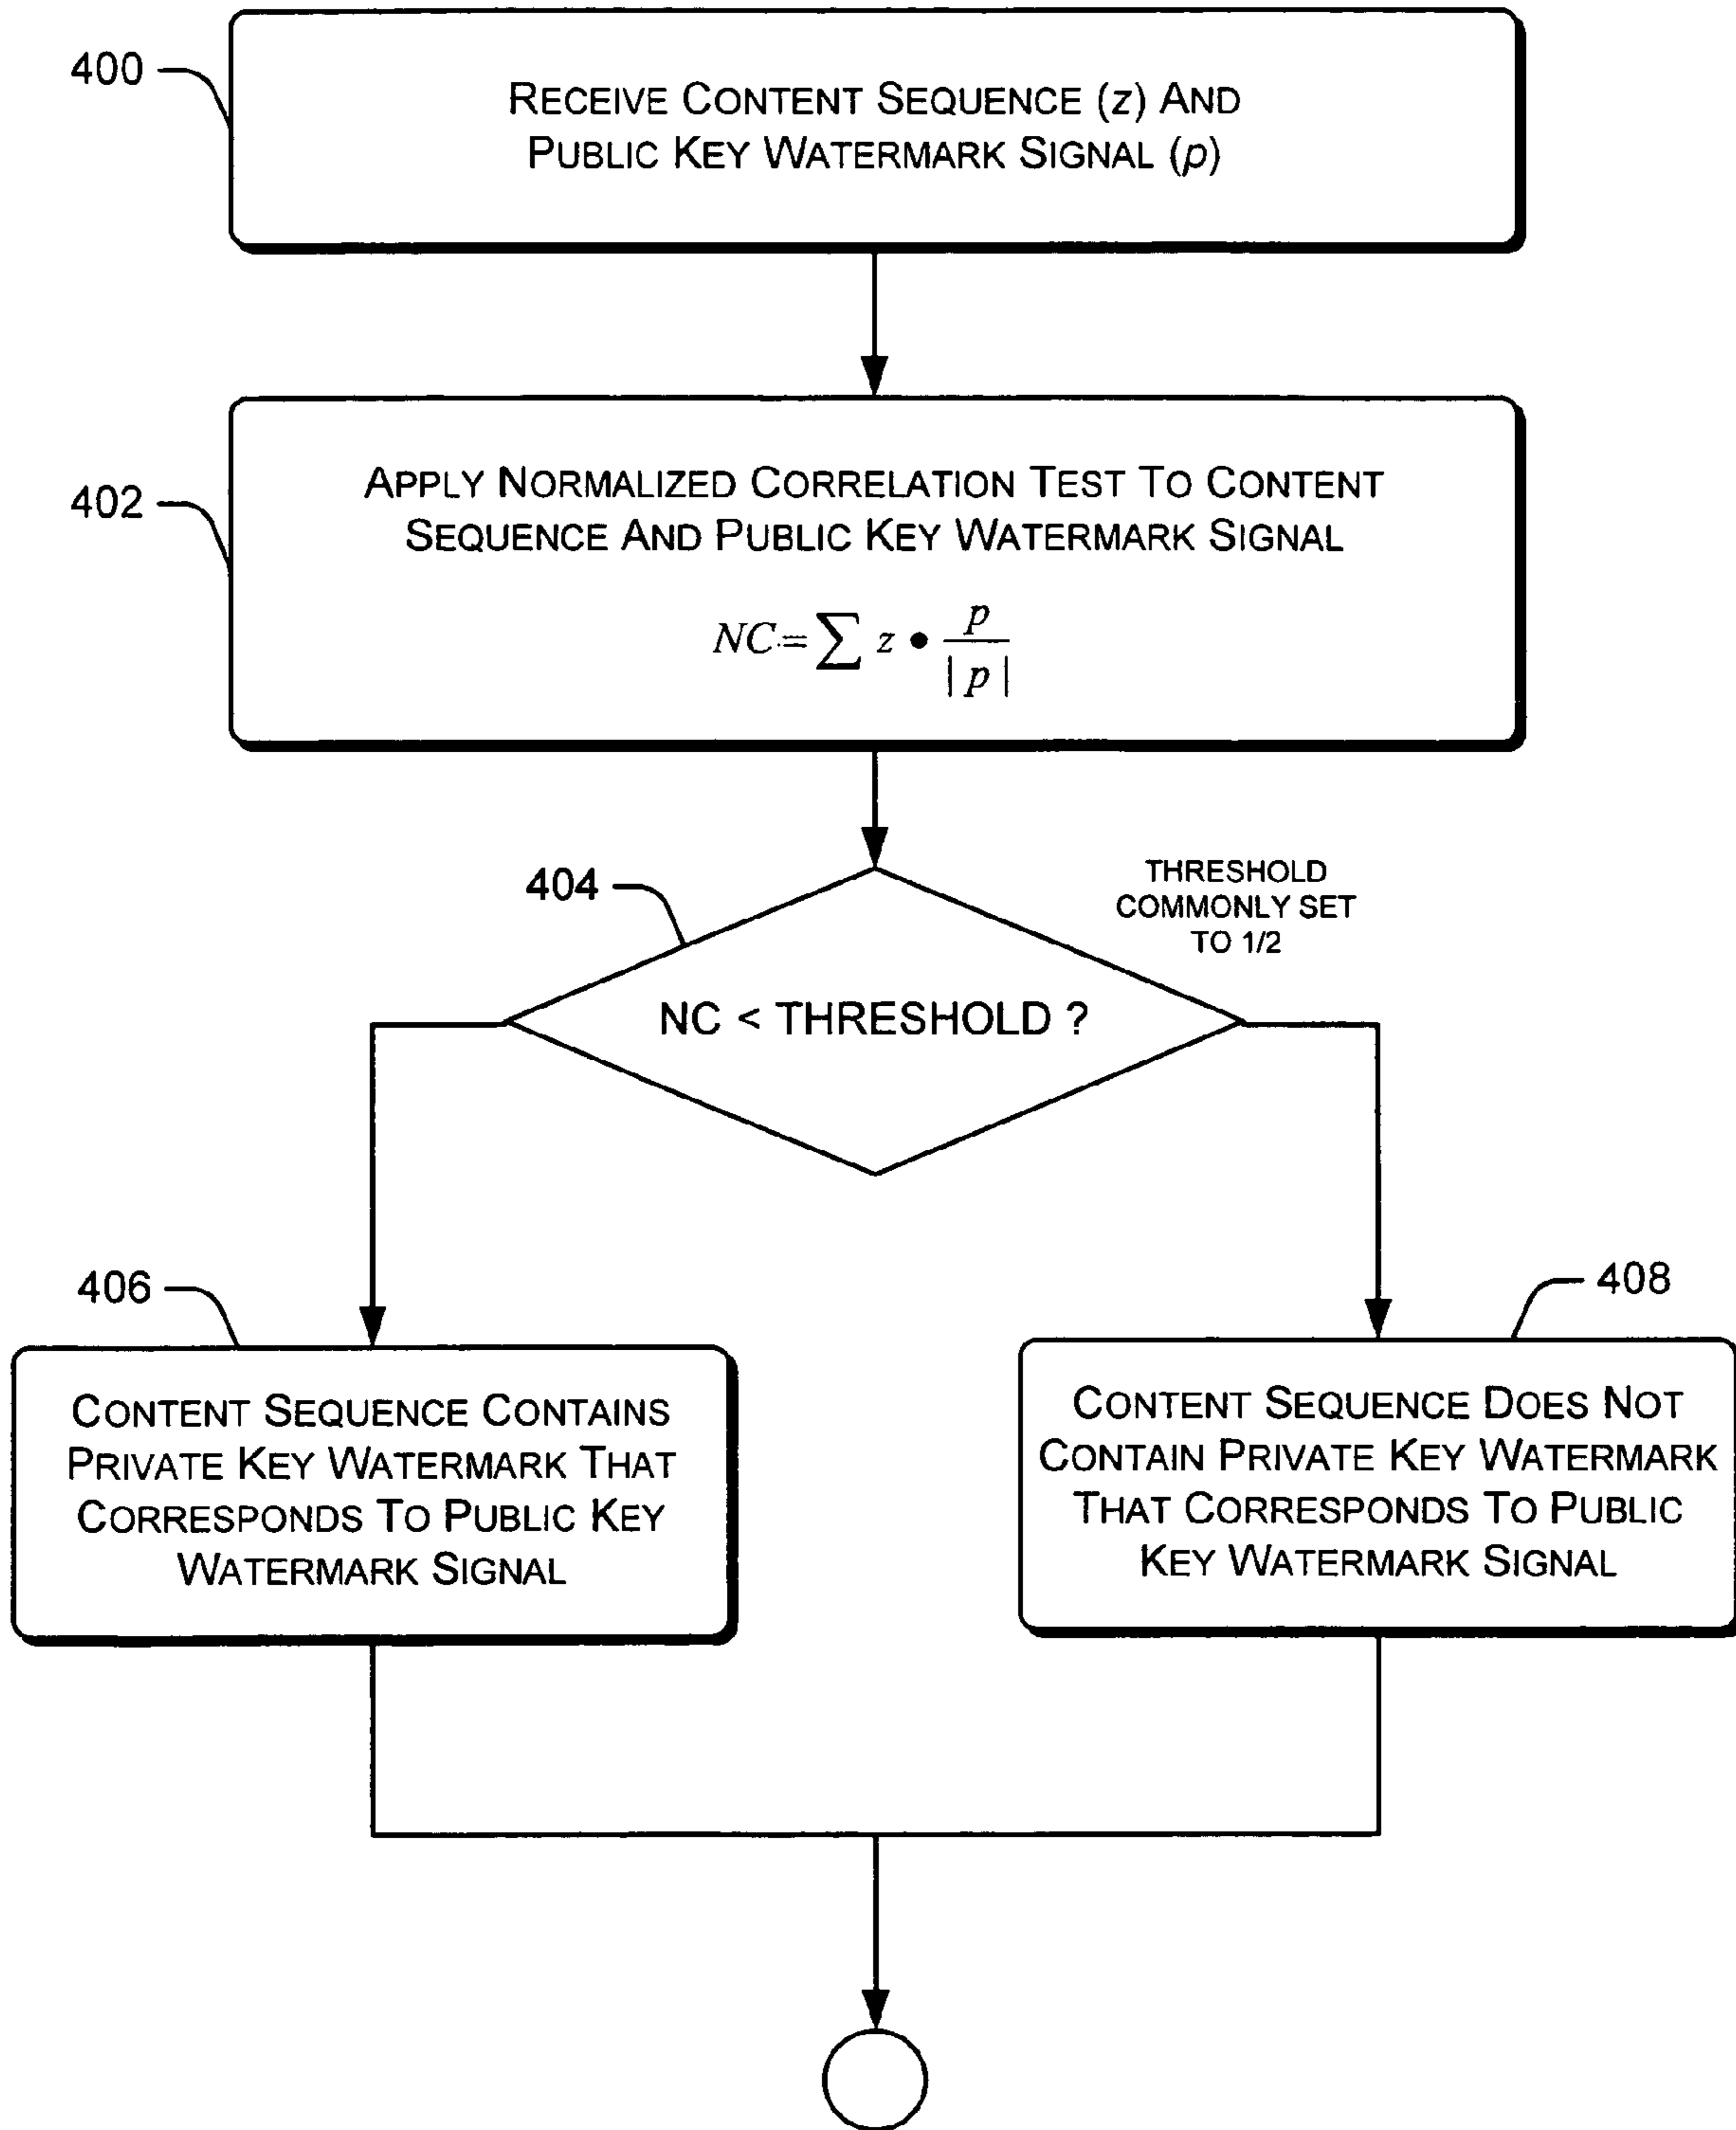 400
RECEIVE CONTENT SEQUENCE (z) AND
PUBLIC KEY WATERMARK SIGNAL (p)
402
APPLY NORMALIZED CORRELATION TEST TO CONTENT
SEQUENCE AND PUBLIC KEY WATERMARK SIGNAL
NC = ∑ z • p / | p |
404
THRESHOLD
COMMONLY SET
TO 1/2
NC < THRESHOLD ?
406
CONTENT SEQUENCE CONTAINS
PRIVATE KEY WATERMARK THAT
CORRESPONDS TO PUBLIC KEY
WATERMARK SIGNAL
408
CONTENT SEQUENCE DOES NOT
CONTAIN PRIVATE KEY WATERMARK
THAT CORRESPONDS TO PUBLIC
KEY WATERMARK SIGNAL